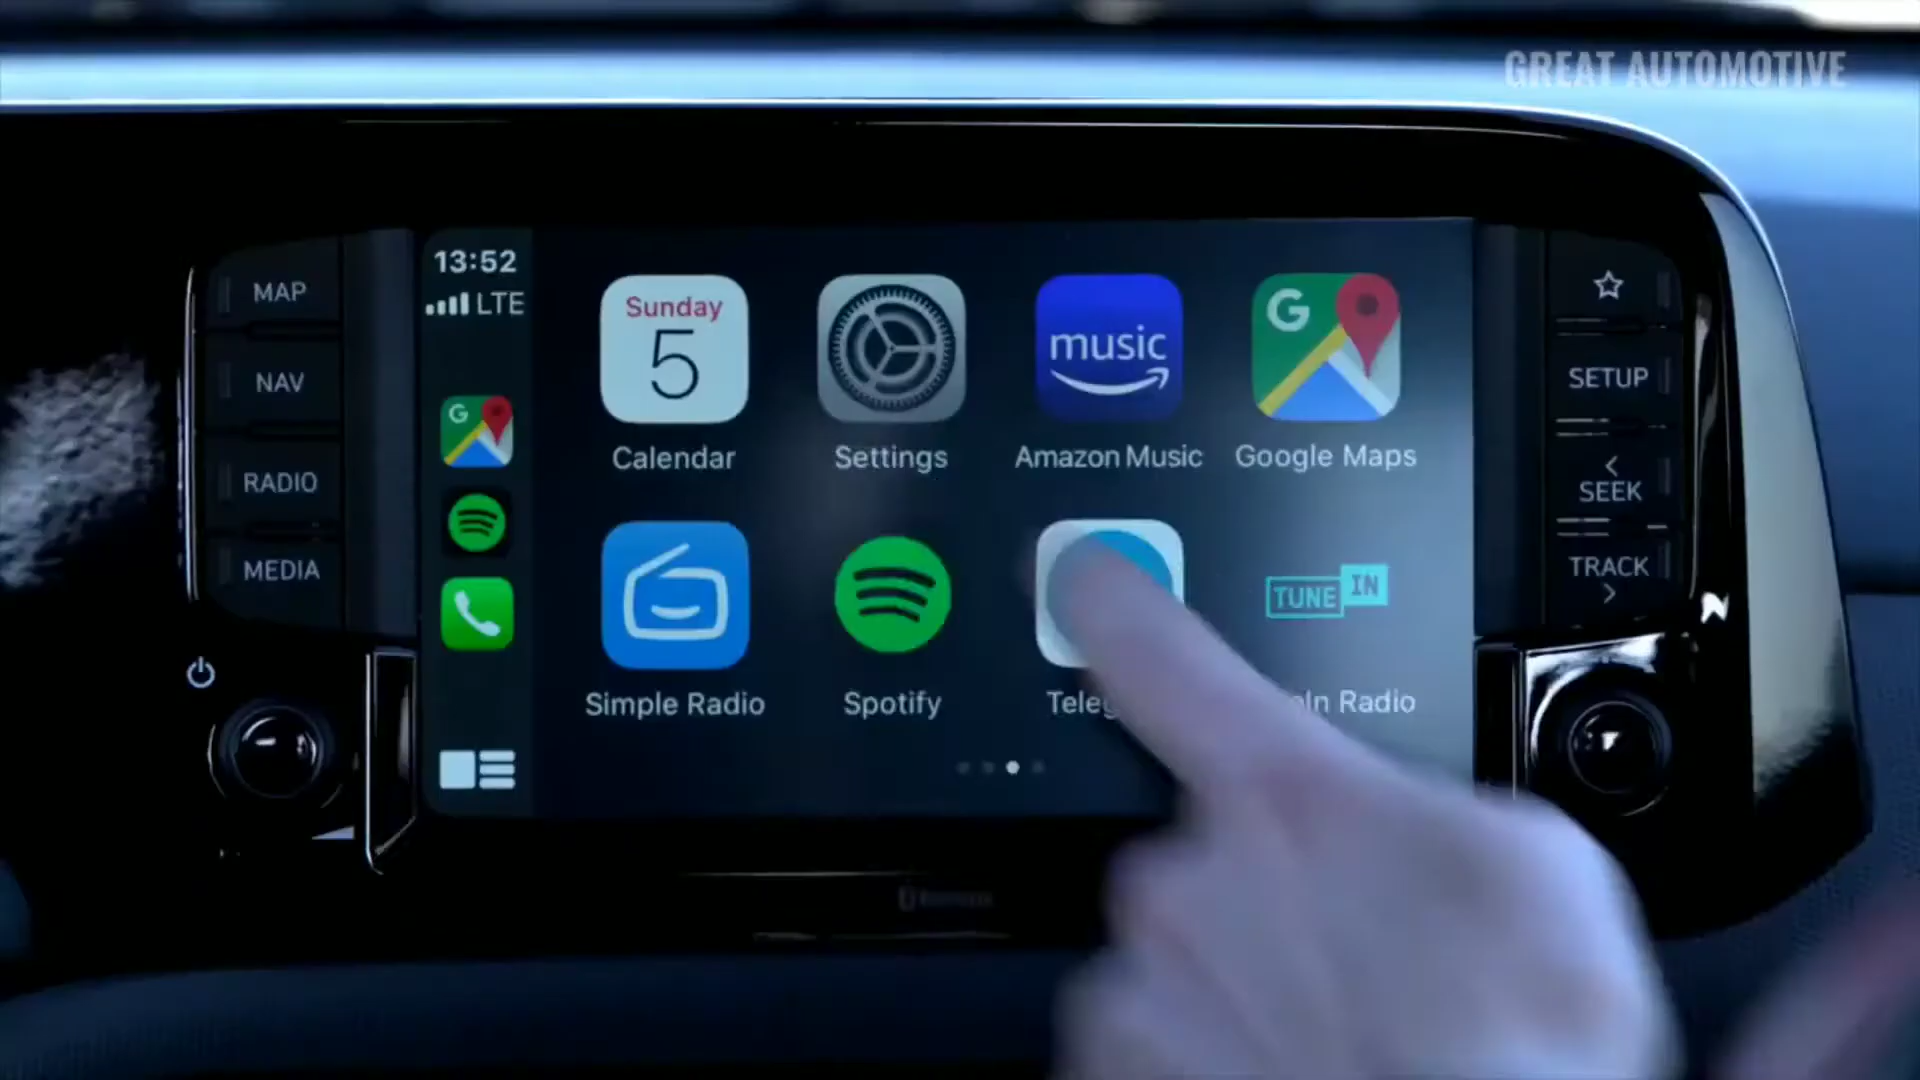 GREAT AUTOMOTIVE
MAP
NAV
RADIO
MEDIA
13:52
LTE
Sunday
5
Calendar
Settings
music
Amazon Music
G
Google Maps
G
Simple Radio
Spotify
TUNE IN
Radio
SETUP
<
SEEK
TRACK
>